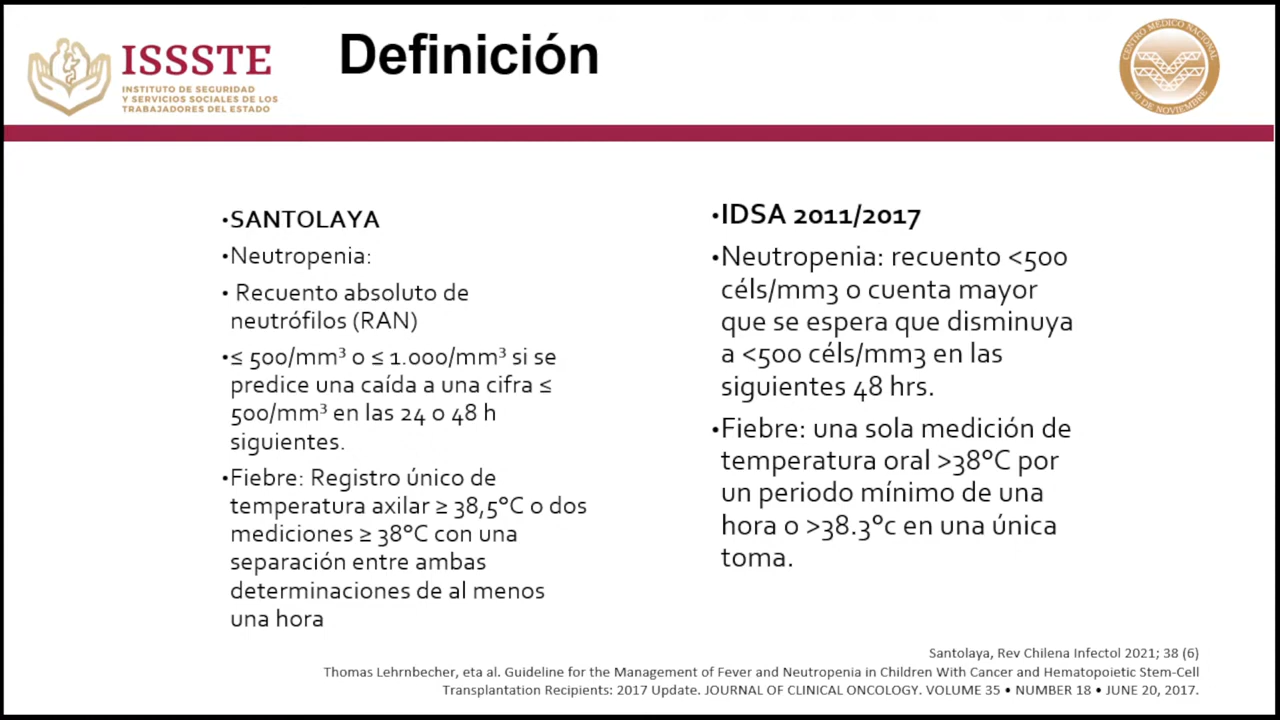 ISSSTE
INSTITUTO DE SEGURIDAD
Y SERVICIOS SOCIALES DE LOS
TRABAJADORES DEL ESTADO
Definición
CENTRO MEDICO NACIONAL
20 DE NOVIEMBRE
•SANTOLAYA
•Neutropenia:
• Recuento absoluto de
neutrófilos (RAN)
•≤ 500/mm³ o ≤ 1.000/mm³ si se
predice una caída a una cifra ≤
500/mm³ en las 24 o 48 h
siguientes.
•Fiebre: Registro único de
temperatura axilar ≥ 38,5°C o dos
mediciones ≥ 38°C con una
separación entre ambas
determinaciones de al menos
una hora
•IDSA 2011/2017
•Neutropenia: recuento <500
céls/mm3 o cuenta mayor
que se espera que disminuya
a <500 céls/mm3 en las
siguientes 48 hrs.
•Fiebre: una sola medición de
temperatura oral >38°C por
un periodo mínimo de una
hora o >38.3°c en una única
toma.
Santolaya, Rev Chilena Infectol 2021; 38 (6)
Thomas Lehrnbecher, eta al. Guideline for the Management of Fever and Neutropenia in Children With Cancer and Hematopoietic Stem-Cell
Transplantation Recipients: 2017 Update. JOURNAL OF CLINICAL ONCOLOGY. VOLUME 35 • NUMBER 18 • JUNE 20, 2017.